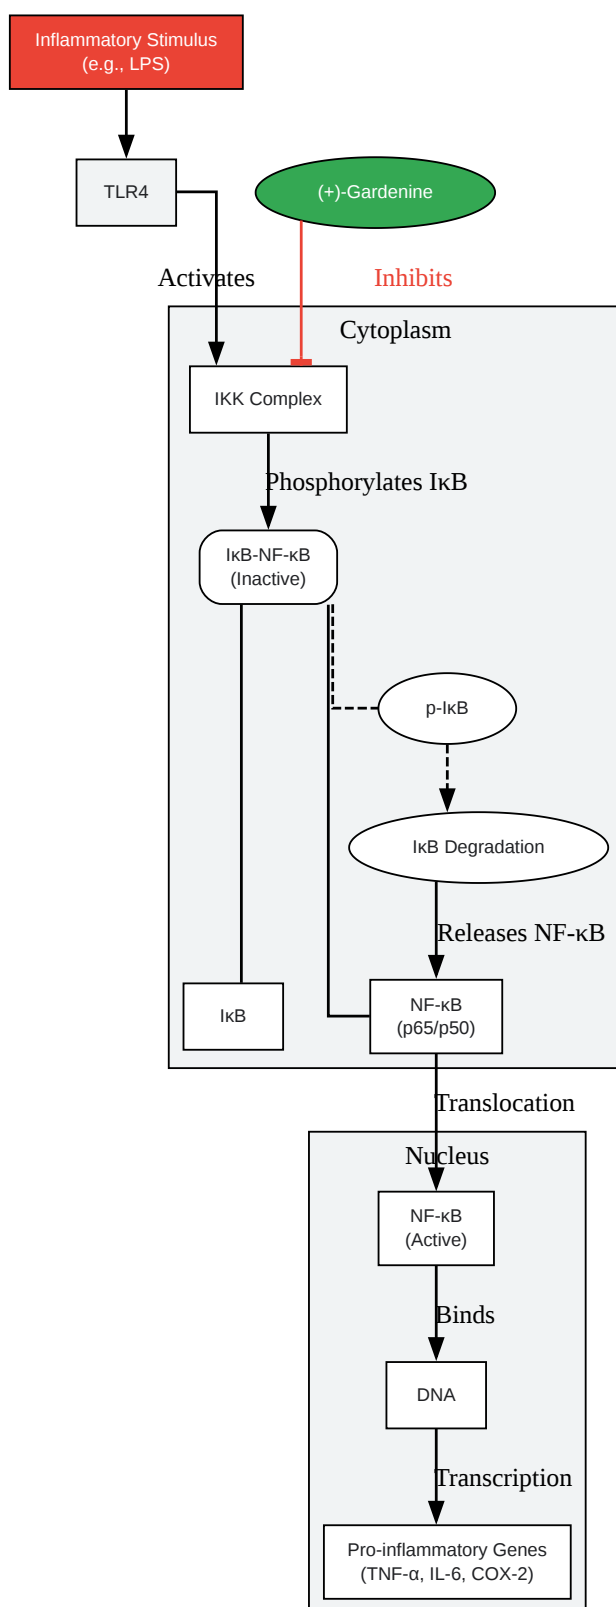 Inflammatory Stimulus
(e.g., LPS)
TLR4
(+)-Gardenine
Activates
Inhibits
Cytoplasm
IKK Complex
Phosphorylates IκB
IκB-NF-κB
(Inactive)
p-IκB
IκB Degradation
Releases NF-κB
IκB
NF-κB
(p65/p50)
Translocation
Nucleus
NF-κB
(Active)
Binds
DNA
Transcription
Pro-inflammatory Genes
(TNF-α, IL-6, COX-2)